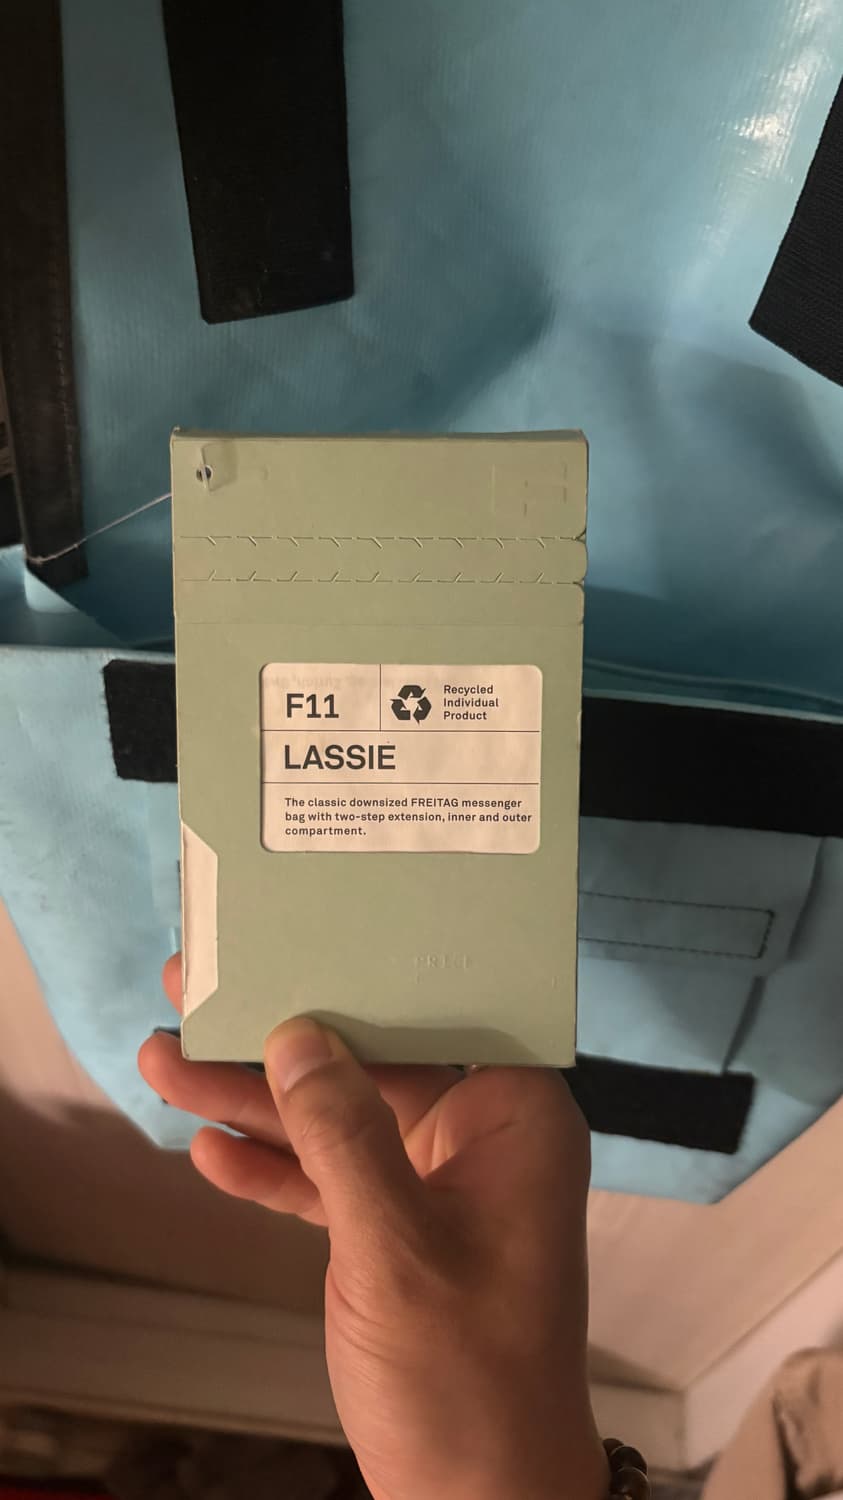 F11
Recycled
Individual
Product
LASSIE
The classic downsized FREITAG messenger
bag with two-step extension, inner and outer
compartment.